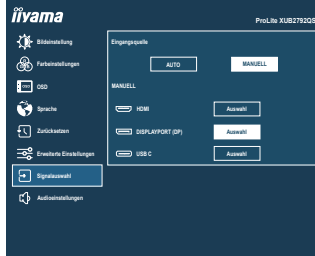 iiyama
ProLite XUB2792QS
Bildeinstellung
Eingangsquelle
AUTO
MANUELL
Farbeinstellungen
OSD
MANUELL
Sprache
HDMI
Auswahl
Zurücksetzen
DISPLAYPORT (DP)
Auswahl
Erweiterte Einstellungen
USB C
Auswahl
Signalauswahl
Audioeinstellungen